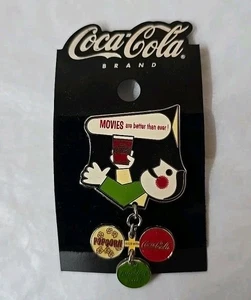 Coca-Cola
BRAND
MOVIES are better than ever!
POPCORN
Coca-Cola